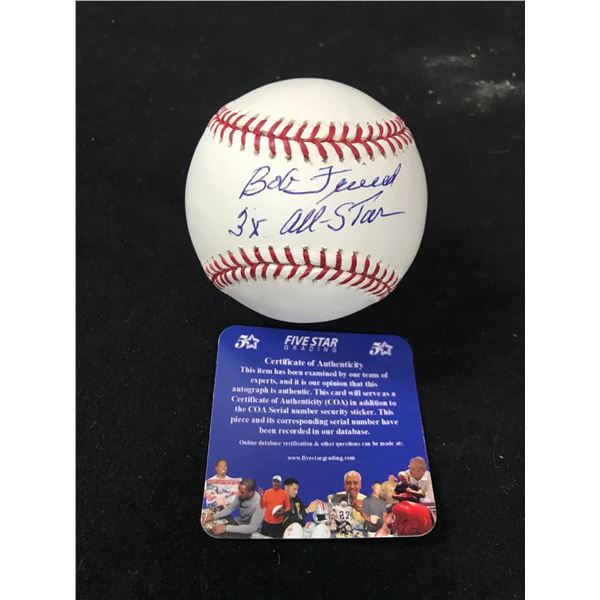 Bob Friend
3x All-Star
FIVE STAR
GRADING
Certificate of Authenticity
This item has been examined by our team of
experts, and it is our opinion that this
autograph is authentic. This card will serve as a
Certificate of Authenticity (COA) in addition to
the COA Serial number security sticker. This
piece and its corresponding serial number have
been recorded in our database.
Online database verification & other questions can be made at:
www.fivestargrading.com
27